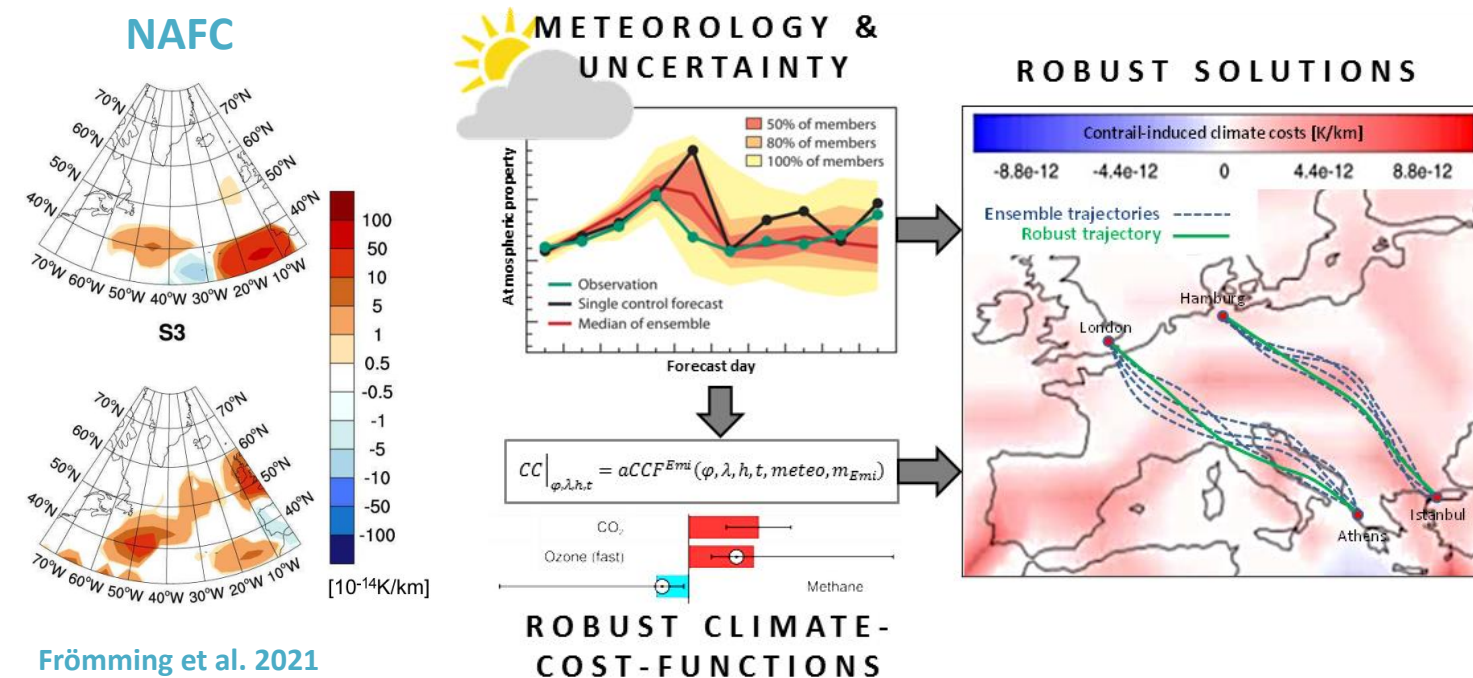 NAFC
70°N
60°N
50°N
40°N
70°N
60°N
50°N
40°N
70°W 60°W 50°W 40°W 30°W 20°W 10°W
S3
70°N
60°N
50°N
40°N
70°N
60°N
50°N
40°N
70°W 60°W 50°W 40°W 30°W 20°W 10°W
100
50
10
5
1
0.5
-0.5
-1
-5
-10
-50
-100
[10-14K/km]
Frömming et al. 2021
METEOROLOGY &
UNCERTAINTY
50% of members
80% of members
100% of members
Atmospheric property
Observation
Single control forecast
Median of ensemble
Forecast day
CC|φ,λ,h,t = aCCF^Emi(φ, λ, h, t, meteo, m_Emi)
CO₂
Ozone (fast)
Methane
ROBUST CLIMATE-
COST-FUNCTIONS
ROBUST SOLUTIONS
Contrail-induced climate costs [K/km]
-8.8e-12 -4.4e-12 0 4.4e-12 8.8e-12
Ensemble trajectories
Robust trajectory
Hamburg
London
Istanbul
Athens